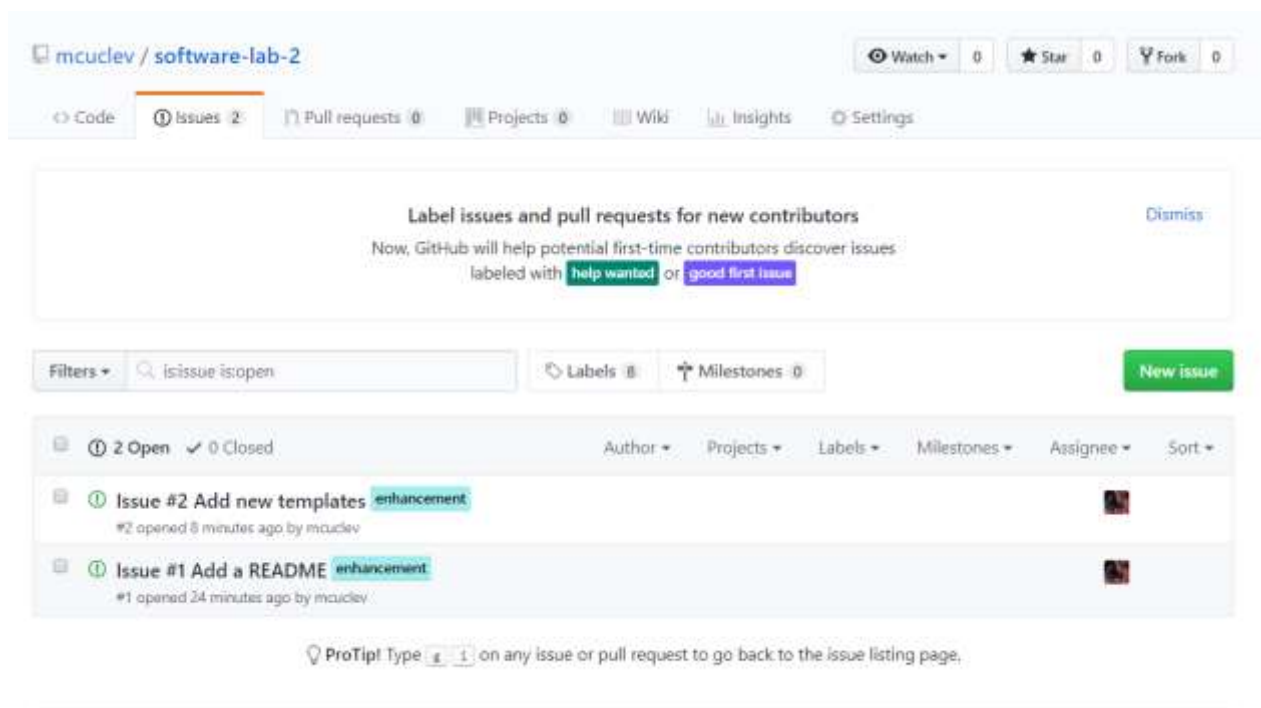 mcuclev / software-lab-2 Watch 0 Star 0 Fork 0
Code Issues 2 Pull requests 0 Projects 0 Wiki Insights Settings
Label issues and pull requests for new contributors Dismiss
Now, GitHub will help potential first-time contributors discover issues
labeled with help wanted or good first issue
Filters is:issue is:open Labels 8 Milestones 0 New issue
2 Open 0 Closed Author Projects Labels Milestones Assignee Sort
Issue #2 Add new templates enhancement
#2 opened 8 minutes ago by mcuclev
Issue #1 Add a README enhancement
#1 opened 24 minutes ago by mcuclev
ProTip! Type g i on any issue or pull request to go back to the issue listing page.